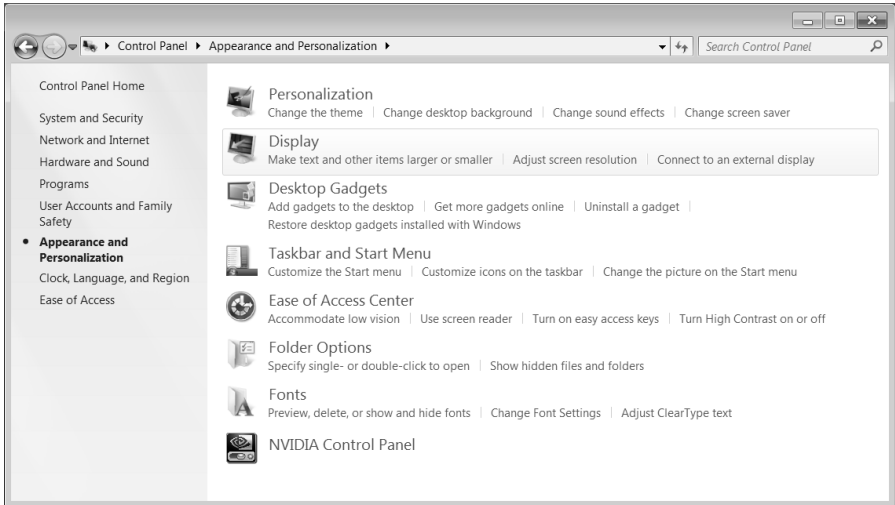 Control Panel Appearance and Personalization Search Control Panel
Control Panel Home
System and Security
Network and Internet
Hardware and Sound
Programs
User Accounts and Family
Safety
Appearance and
Personalization
Clock, Language, and Region
Ease of Access
Personalization
Change the theme Change desktop background Change sound effects Change screen saver
Display
Make text and other items larger or smaller Adjust screen resolution Connect to an external display
Desktop Gadgets
Add gadgets to the desktop Get more gadgets online Uninstall a gadget
Restore desktop gadgets installed with Windows
Taskbar and Start Menu
Customize the Start menu Customize icons on the taskbar Change the picture on the Start menu
Ease of Access Center
Accommodate low vision Use screen reader Turn on easy access keys Turn High Contrast on or off
Folder Options
Specify single- or double-click to open Show hidden files and folders
Fonts
Preview, delete, or show and hide fonts Change Font Settings Adjust ClearType text
NVIDIA Control Panel